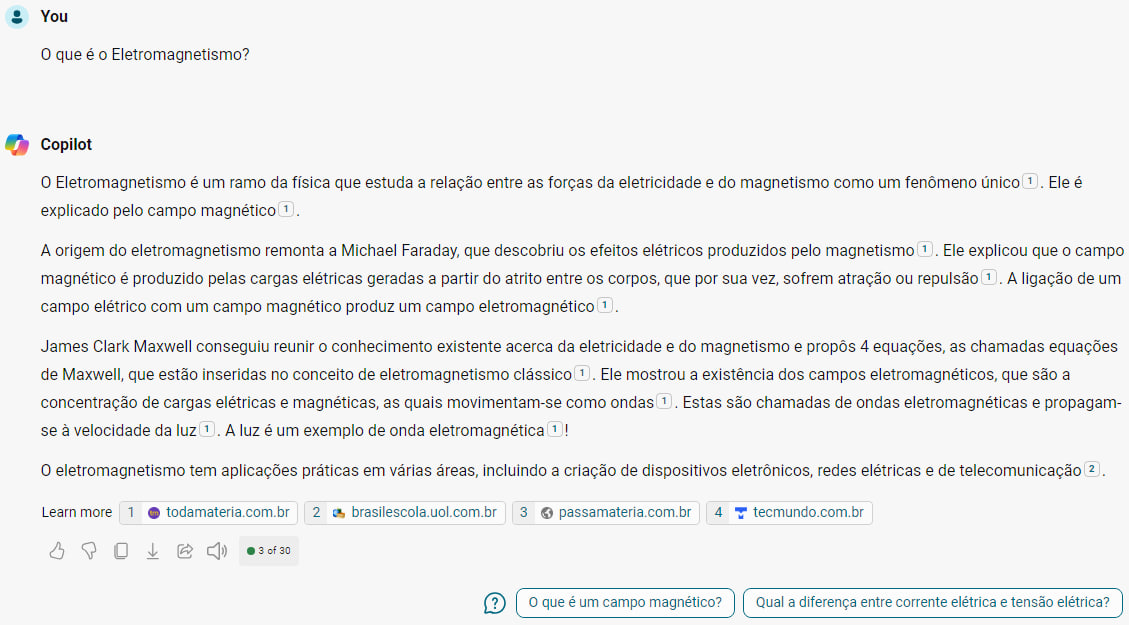 You
O que é o Eletromagnetismo?
Copilot
O Eletromagnetismo é um ramo da física que estuda a relação entre as forças da eletricidade e do magnetismo como um fenômeno único 1 . Ele é
explicado pelo campo magnético 1 .
A origem do eletromagnetismo remonta a Michael Faraday, que descobriu os efeitos elétricos produzidos pelo magnetismo 1 . Ele explicou que o campo
magnético é produzido pelas cargas elétricas geradas a partir do atrito entre os corpos, que por sua vez, sofrem atração ou repulsão 1 . A ligação de um
campo elétrico com um campo magnético produz um campo eletromagnético 1 .
James Clark Maxwell conseguiu reunir o conhecimento existente acerca da eletricidade e do magnetismo e propôs 4 equações, as chamadas equações
de Maxwell, que estão inseridas no conceito de eletromagnetismo clássico 1 . Ele mostrou a existência dos campos eletromagnéticos, que são a
concentração de cargas elétricas e magnéticas, as quais movimentam-se como ondas 1 . Estas são chamadas de ondas eletromagnéticas e propagam-
se à velocidade da luz 1 . A luz é um exemplo de onda eletromagnética 1 !
O eletromagnetismo tem aplicações práticas em várias áreas, incluindo a criação de dispositivos eletrônicos, redes elétricas e de telecomunicação 2 .
Learn more 1 tm todamateria.com.br 2 brasilescola.uol.com.br 3 passamateria.com.br 4 tecmundo.com.br
3 of 30
O que é um campo magnético? Qual a diferença entre corrente elétrica e tensão elétrica?